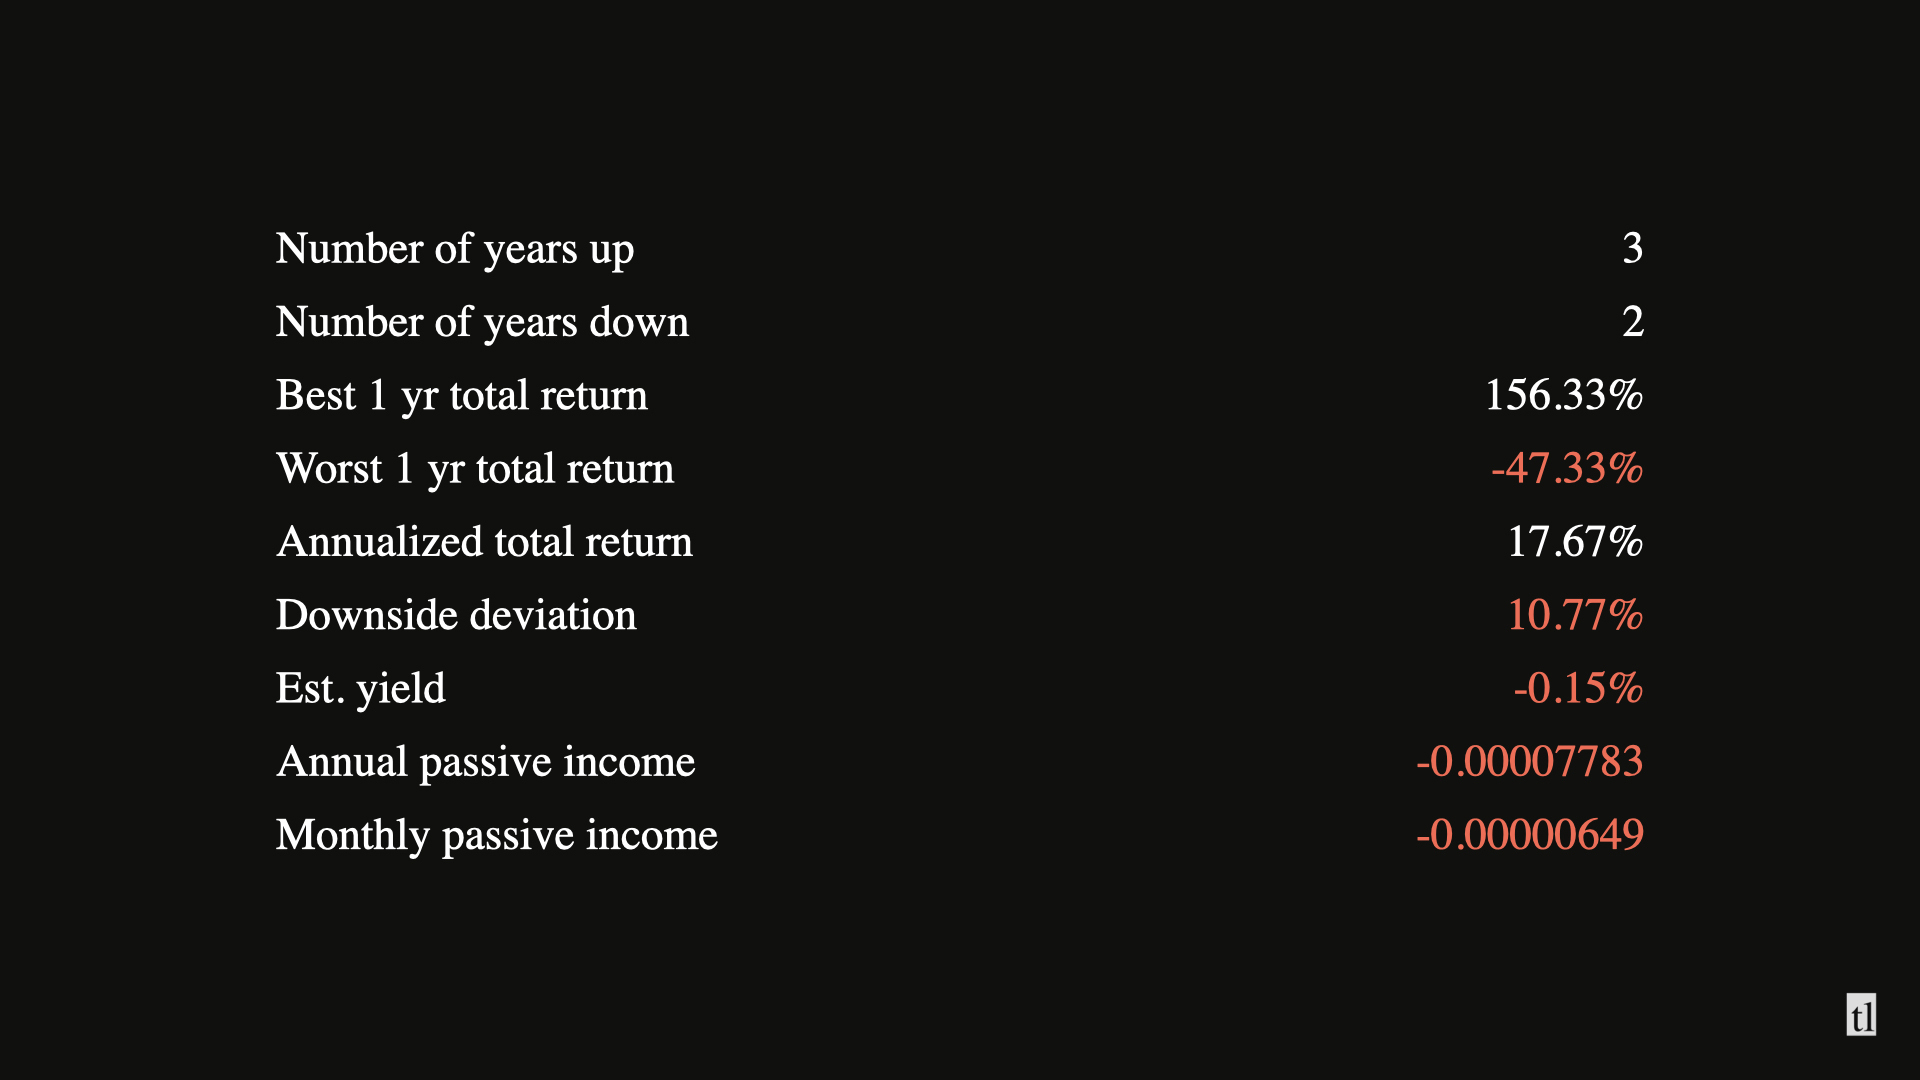 Number of years up 3
Number of years down 2
Best 1 yr total return 156.33%
Worst 1 yr total return -47.33%
Annualized total return 17.67%
Downside deviation 10.77%
Est. yield -0.15%
Annual passive income -0.00007783
Monthly passive income -0.00000649
tl